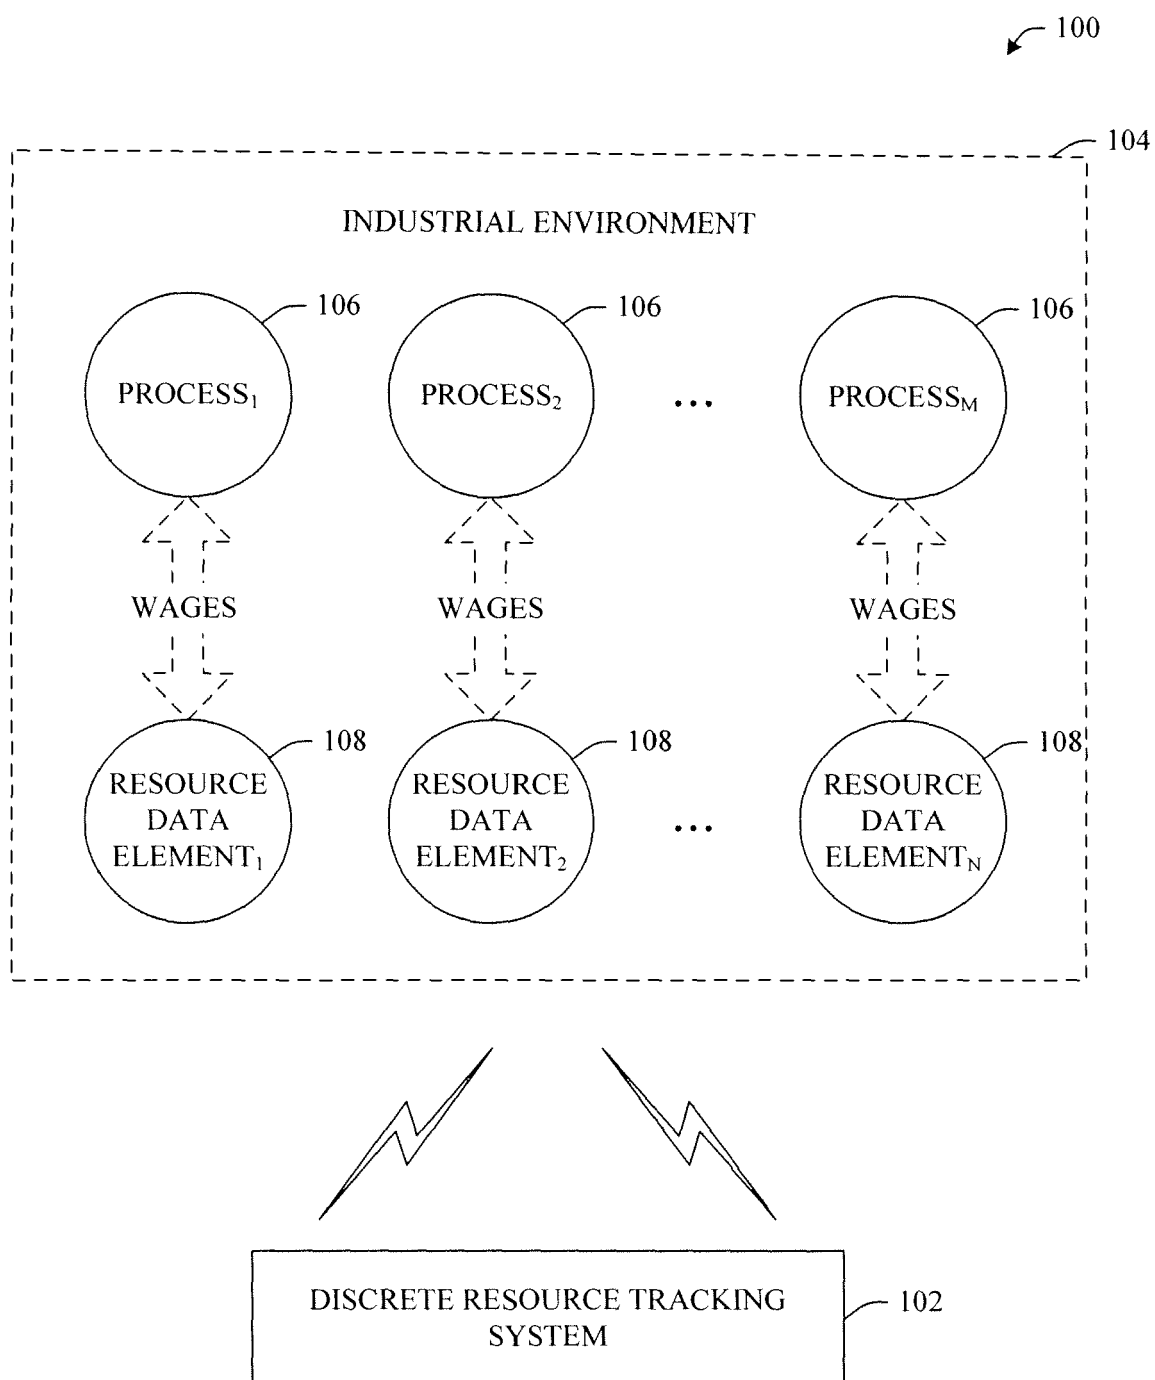 100
104
INDUSTRIAL ENVIRONMENT
106
106
106
PROCESS₁
PROCESS₂
...
PROCESSM
WAGES
WAGES
WAGES
108
108
108
RESOURCE
DATA
ELEMENT₁
RESOURCE
DATA
ELEMENT₂
...
RESOURCE
DATA
ELEMENTN
DISCRETE RESOURCE TRACKING
SYSTEM
102